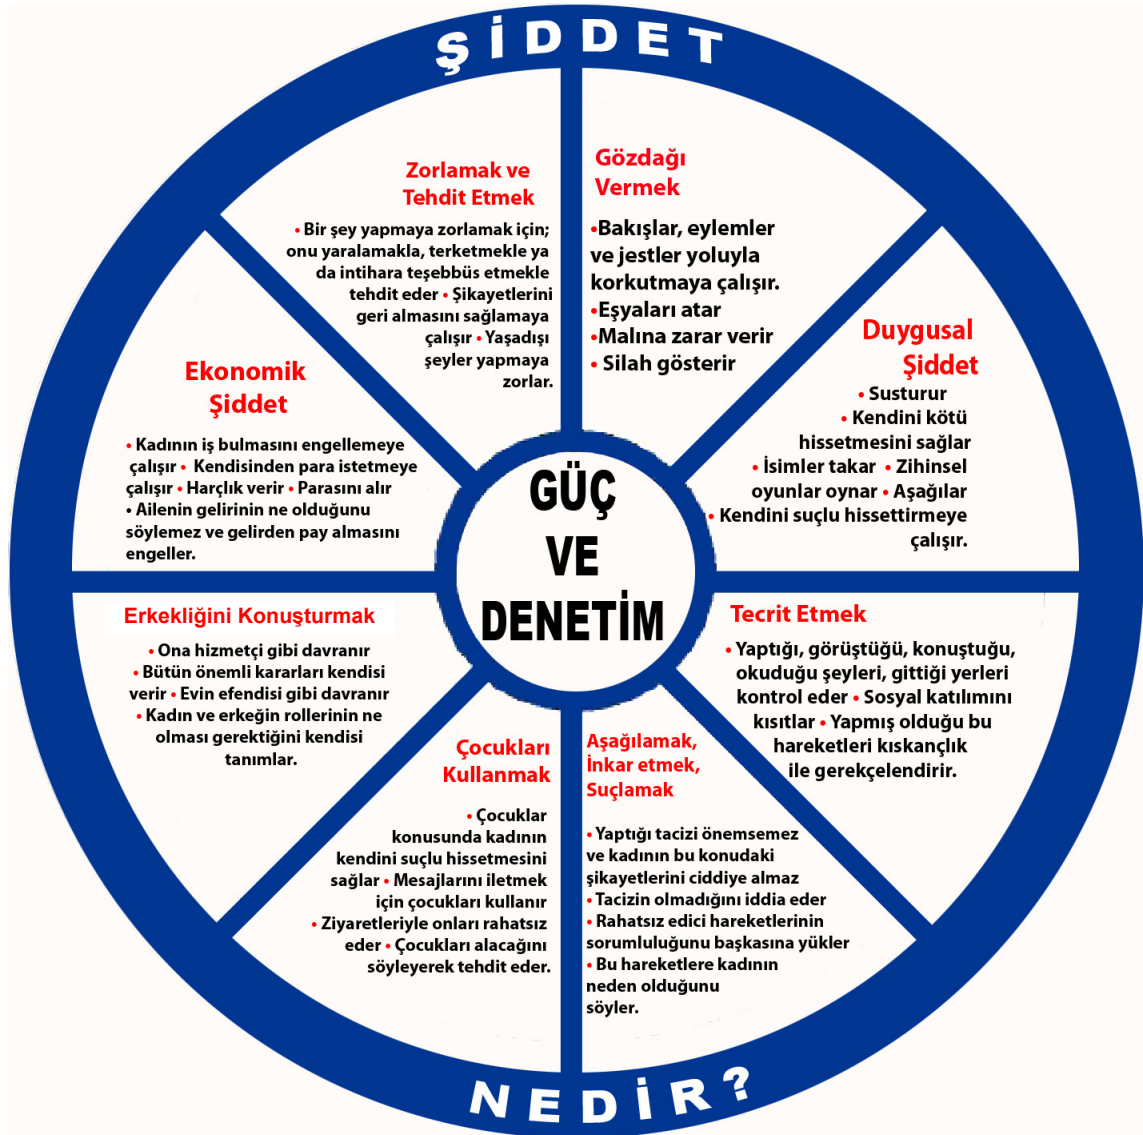 ŞİDDET
Gözdağı
Vermek
•Bakışlar, eylemler
ve jestler yoluyla
korkutmaya çalışır.
•Eşyaları atar
•Malına zarar verir
• Silah gösterir
Duygusal
Şiddet
• Susturur
• Kendini kötü
hissetmesini sağlar
• İsimler takar • Zihinsel
oyunlar oynar • Aşağılar
• Kendini suçlu hissettirmeye
çalışır.
Tecrit Etmek
• Yaptığı, görüştüğü, konuştuğu,
okuduğu şeyleri, gittiği yerleri
kontrol eder • Sosyal katılımını
kısıtlar • Yapmış olduğu bu
hareketleri kıskançlık
ile gerekçelendirir.
Aşağılamak,
İnkar etmek,
Suçlamak
• Yaptığı tacizi önemsemez
ve kadının bu konudaki
şikayetlerini ciddiye almaz
• Tacizin olmadığını iddia eder
• Rahatsız edici hareketlerinin
sorumluluğunu başkasına yükler
• Bu hareketlere kadının
neden olduğunu
söyler.
Çocukları
Kullanmak
• Çocuklar
konusunda kadının
kendini suçlu hissetmesini
sağlar • Mesajlarını iletmek
için çocukları kullanır
• Ziyaretleriyle onları rahatsız
eder • Çocukları alacağını
söyleyerek tehdit eder.
Erkekliğini Konuşturmak
• Ona hizmetçi gibi davranır
• Bütün önemli kararları kendisi
verir • Evin efendisi gibi davranır
• Kadın ve erkeğin rollerinin ne
olması gerektiğini kendisi
tanımlar.
Ekonomik
Şiddet
• Kadının iş bulmasını engellemeye
çalışır • Kendisinden para istetmeye
çalışır • Harçlık verir • Parasını alır
• Ailenin gelirinin ne olduğunu
söylemez ve gelirden pay almasını
engeller.
Zorlamak ve
Tehdit Etmek
• Bir şey yapmaya zorlamak için;
onu yaralamakla, terketmekle ya
da intihara teşebbüs etmekle
tehdit eder • Şikayetlerini
geri almasını sağlamaya
çalışır • Yaşadışı
şeyler yapmaya
zorlar.
GÜÇ
VE
DENETİM
NEDİR?